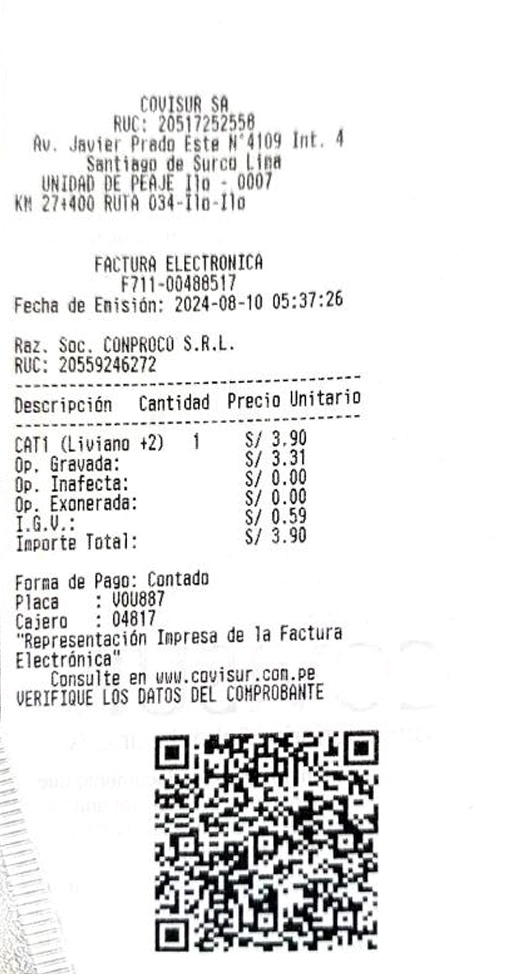 COVISUR SA
RUC: 20517252558
Av. Javier Prado Este N°4109 Int. 4
Santiago de Surco Lima
UNIDAD DE PEAJE Ilo - 0007
KM 27+400 RUTA 034-Ilo-Ilo
FACTURA ELECTRONICA
F711-00488517
Fecha de Emisión: 2024-08-10 05:37:26
Raz. Soc. CONPROCO S.R.L.
RUC: 20559246272
Descripción Cantidad Precio Unitario
CAT1 (Liviano +2) 1 S/ 3.90
Op. Gravada: S/ 3.31
Op. Inafecta: S/ 0.00
Op. Exonerada: S/ 0.00
I.G.V.: S/ 0.59
Importe Total: S/ 3.90
Forma de Pago: Contado
Placa : VOU887
Cajero : 04817
"Representación Impresa de la Factura
Electrónica"
Consulte en www.covisur.com.pe
VERIFIQUE LOS DATOS DEL COMPROBANTE